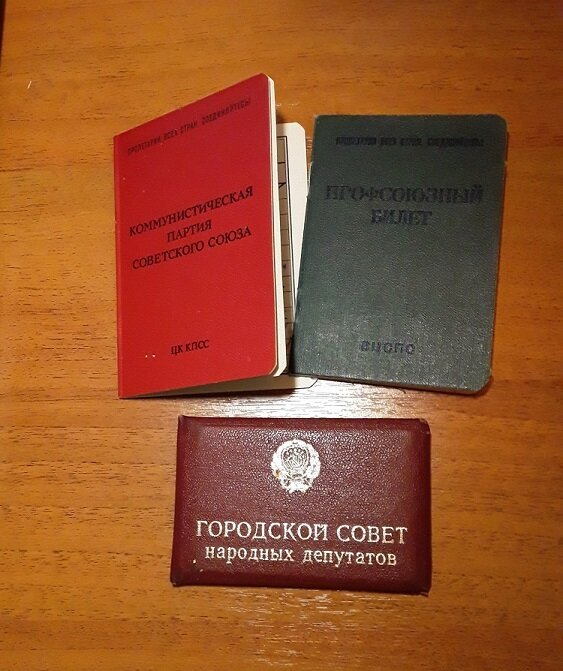 ПРОЛЕТАРИИ ВСЕХ СТРАН СОЕДИНЯЙТЕСЬ!
КОММУНИСТИЧЕСКАЯ
ПАРТИЯ
СОВЕТСКОГО СОЮЗА
ЦК КПСС
ПРОЛЕТАРИИ ВСЕХ СТРАН, СОЕДИНЯЙТЕСЬ!
ПРОФСОЮЗНЫЙ
БИЛЕТ
ВЦСПС
ГОРОДСКОЙ СОВЕТ
народных депутатов